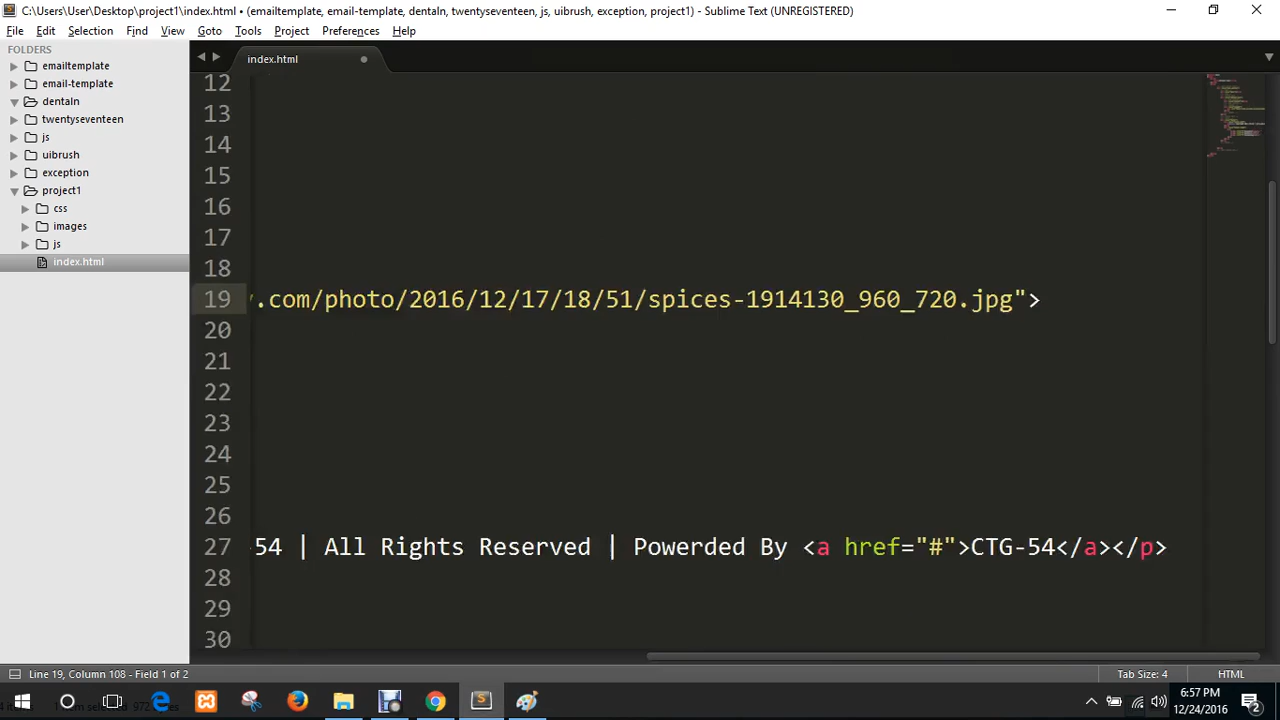 C:\Users\User\Desktop\project1\index.html • (emailtemplate, email-template, dentaln, twentyseventeen, js, uibrush, exception, project1) - Sublime Text (UNREGISTERED)
File Edit Selection Find View Goto Tools Project Preferences Help
FOLDERS
emailtemplate
email-template
dentaln
twentyseventeen
js
uibrush
exception
project1
css
images
js
index.html
index.html
12
13
14
15
16
17
18
19 .com/photo/2016/12/17/18/51/spices-1914130_960_720.jpg">
20
21
22
23
24
25
26
27 -54 | All Rights Reserved | Powerded By <a href="#">CTG-54</a></p>
28
29
30
Line 19, Column 108 - Field 1 of 2
Tab Size: 4
HTML
6:57 PM
12/24/2016
2